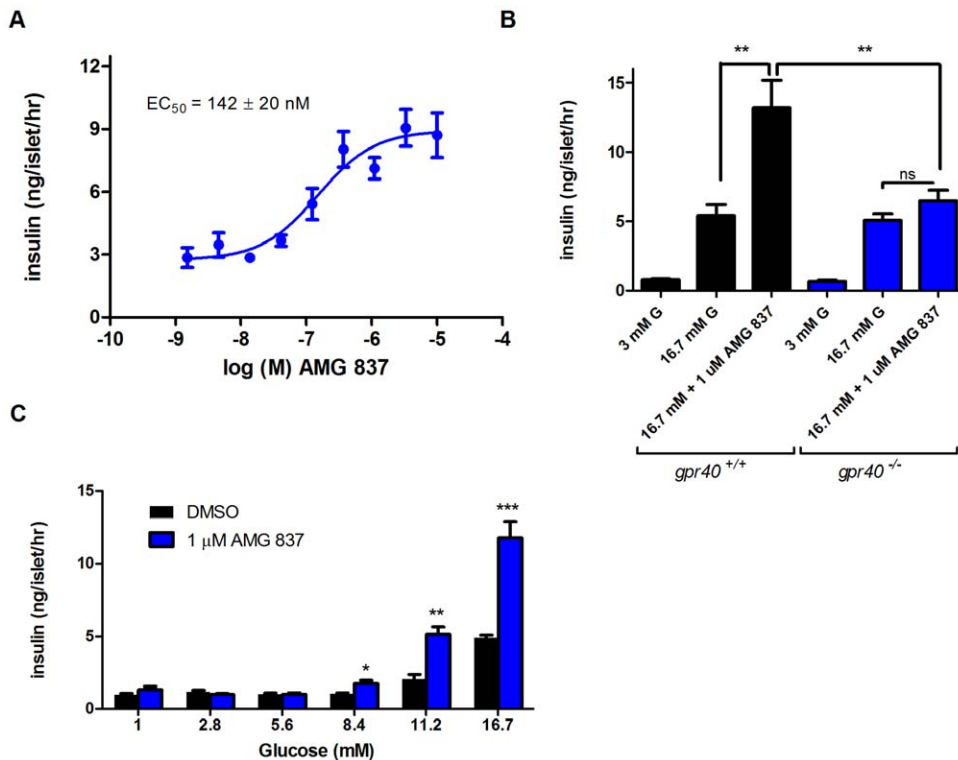 A
insulin (ng/islet/hr)
12
9
6
3
0
EC50 = 142 ± 20 nM
-10 -9 -8 -7 -6 -5 -4
log (M) AMG 837
B
insulin (ng/islet/hr)
15
10
5
0
** **
ns
3 mM G
16.7 mM G
16.7 mM + 1 uM AMG 837
3 mM G
16.7 mM G
16.7 mM + 1 uM AMG 837
gpr40 +/+ gpr40 -/-
C
insulin (ng/islet/hr)
15
10
5
0
DMSO
1 μM AMG 837
*
**
***
1 2.8 5.6 8.4 11.2 16.7
Glucose (mM)